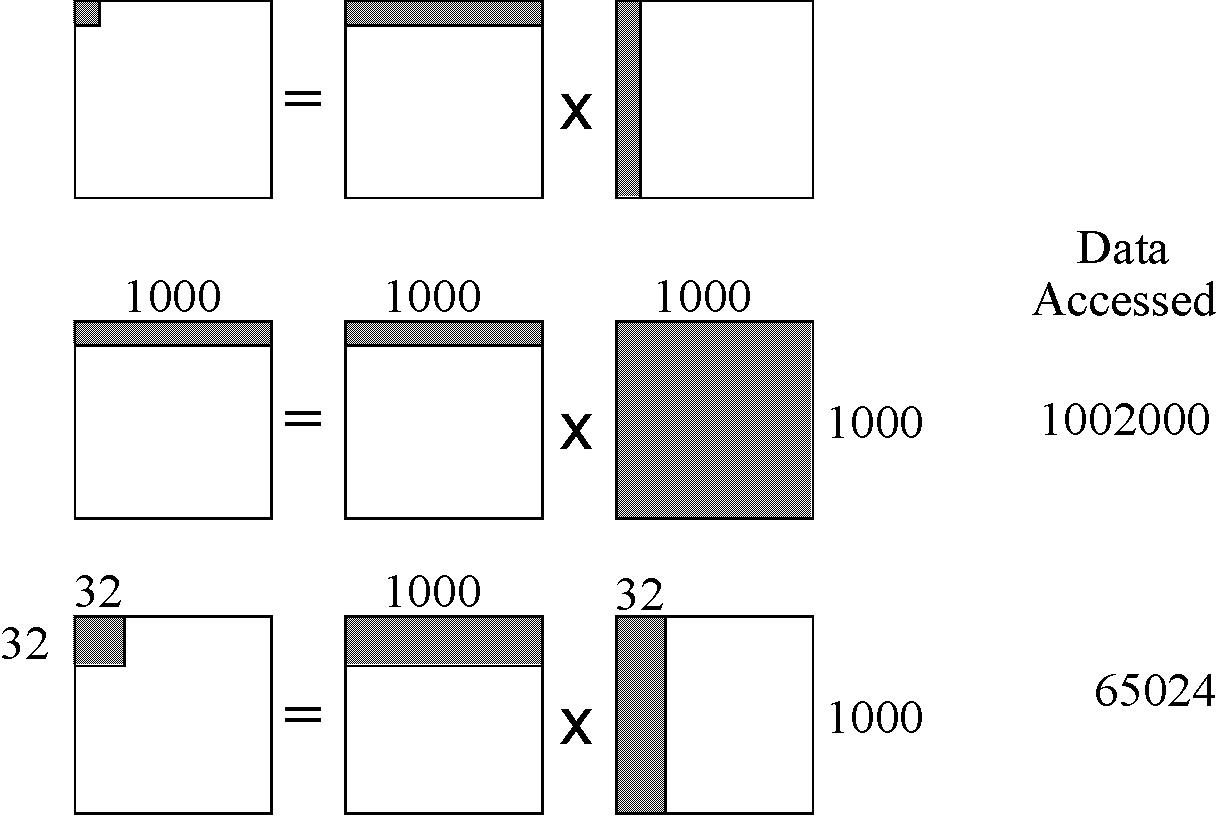 = x
Data
Accessed
1000 1000 1000
= x 1000 1002000
32 1000 32
32
= x 1000 65024